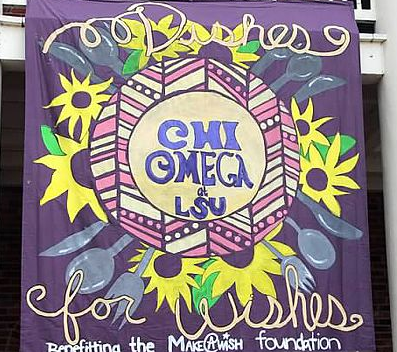 Dishes
CHI
OMEGA
at
LSU
for Wishes
Benefitting the MAKE A WISH foundation